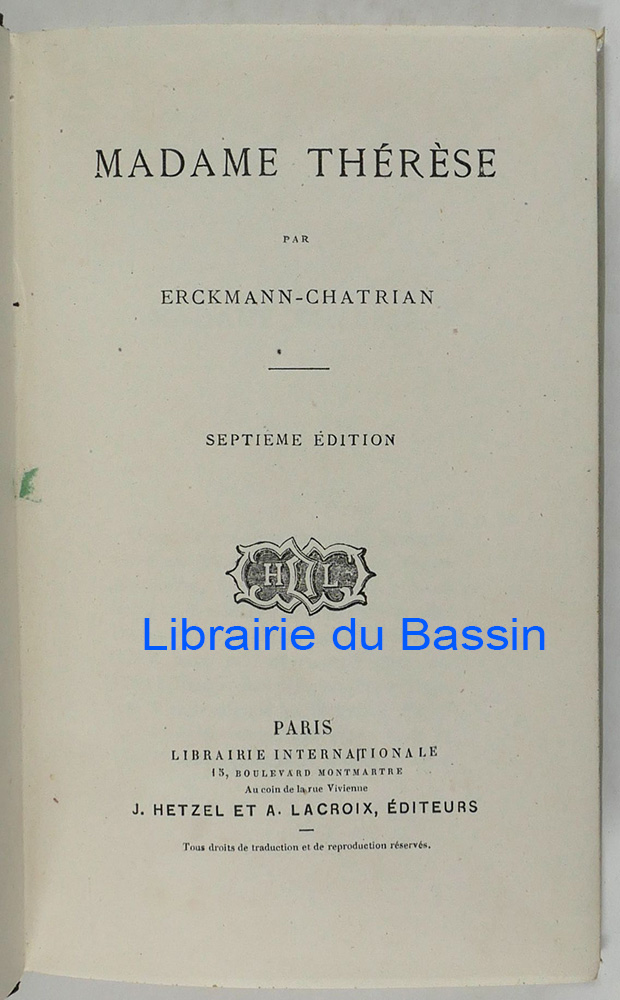 MADAME THÉRÈSE
PAR
ERCKMANN-CHATRIAN
SEPTIEME ÉDITION
H L
Librairie du Bassin
PARIS
LIBRAIRIE INTERNATIONALE
15, BOULEVARD MONTMARTRE
Au coin de la rue Vivienne
J. HETZEL ET A. LACROIX, ÉDITEURS
Tous droits de traduction et de reproduction réservés.